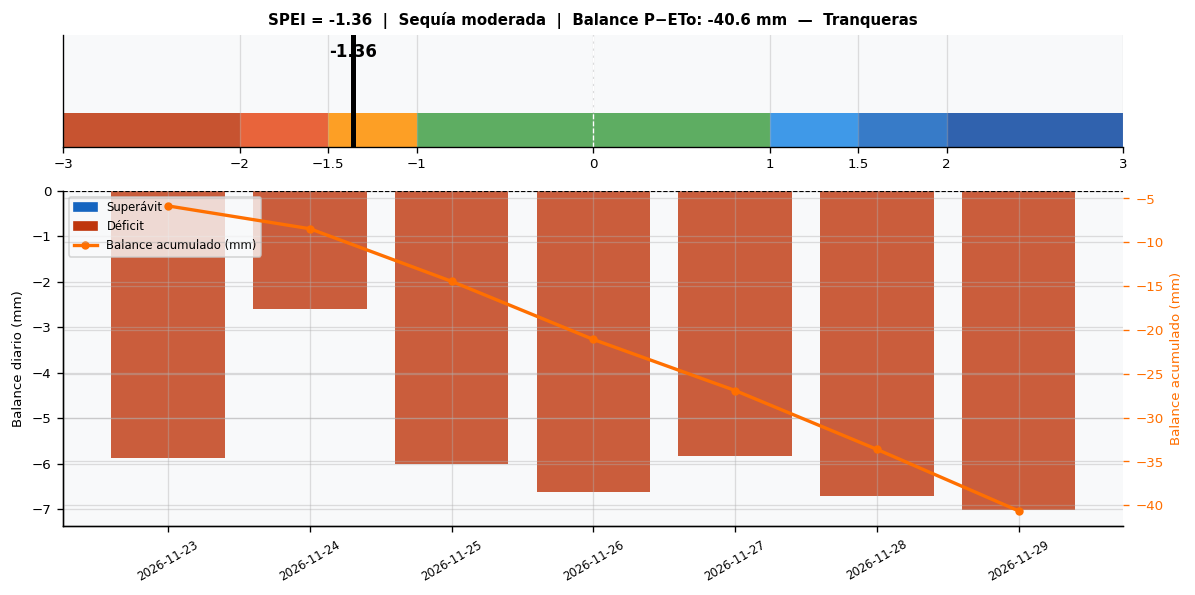 SPEI = -1.36 | Sequía moderada | Balance P−ETo: -40.6 mm — Tranqueras
-1.36
−3 −2 −1.5 −1 0 1 1.5 2 3
Superávit
Déficit
Balance acumulado (mm)
Balance diario (mm)
0
−1
−2
−3
−4
−5
−6
−7
−5
−10
−15
−20
−25
−30
−35
−40
Balance acumulado (mm)
2026-11-23 2026-11-24 2026-11-25 2026-11-26 2026-11-27 2026-11-28 2026-11-29